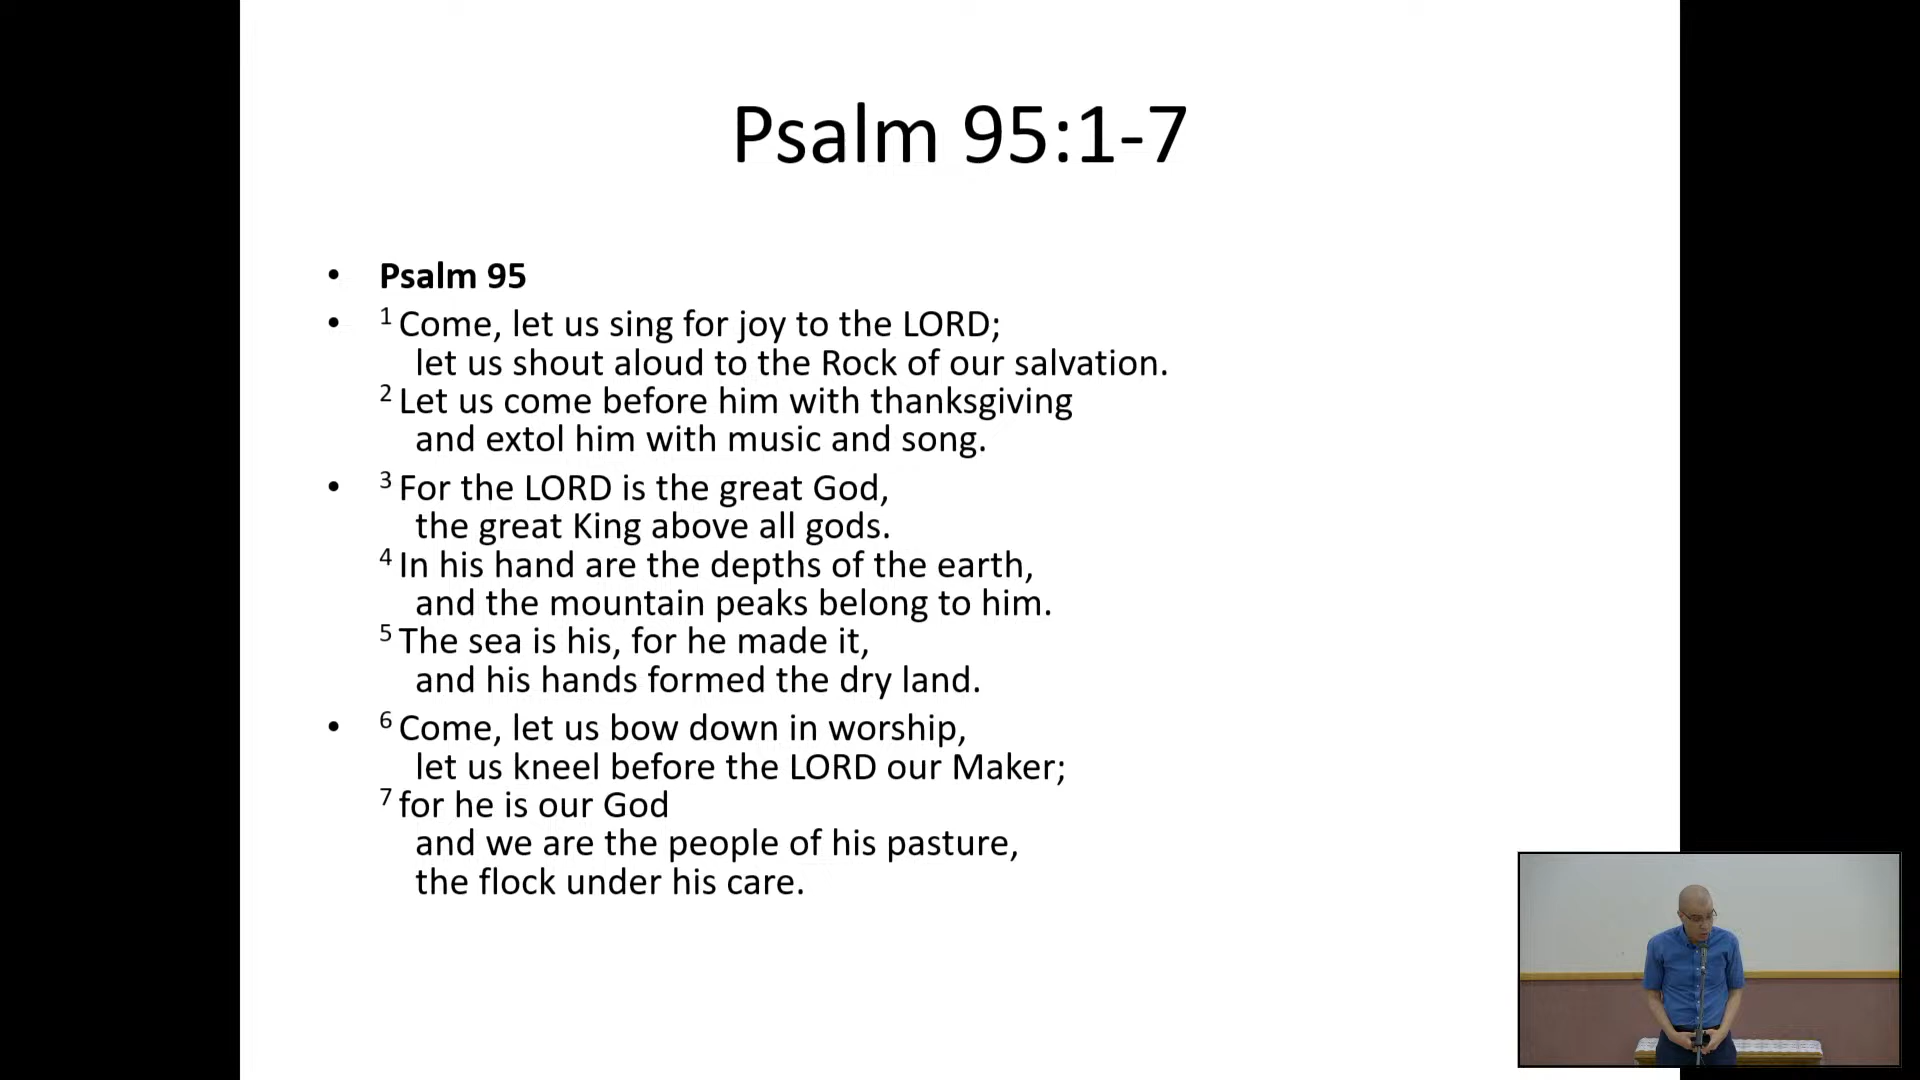 Psalm 95:1-7
• Psalm 95
• 1 Come, let us sing for joy to the LORD;
let us shout aloud to the Rock of our salvation.
2 Let us come before him with thanksgiving
and extol him with music and song.
• 3 For the LORD is the great God,
the great King above all gods.
4 In his hand are the depths of the earth,
and the mountain peaks belong to him.
5 The sea is his, for he made it,
and his hands formed the dry land.
• 6 Come, let us bow down in worship,
let us kneel before the LORD our Maker;
7 for he is our God
and we are the people of his pasture,
the flock under his care.